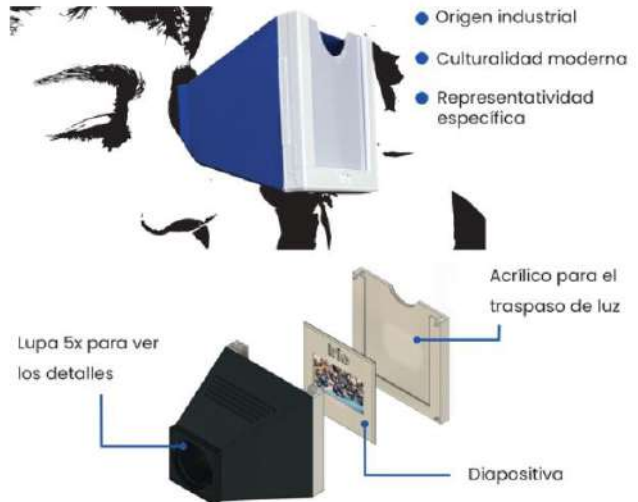 Origen industrial
Culturalidad moderna
Representatividad
específica
Acrílico para el
traspaso de luz
Lupa 5x para ver
los detalles
Diapositiva